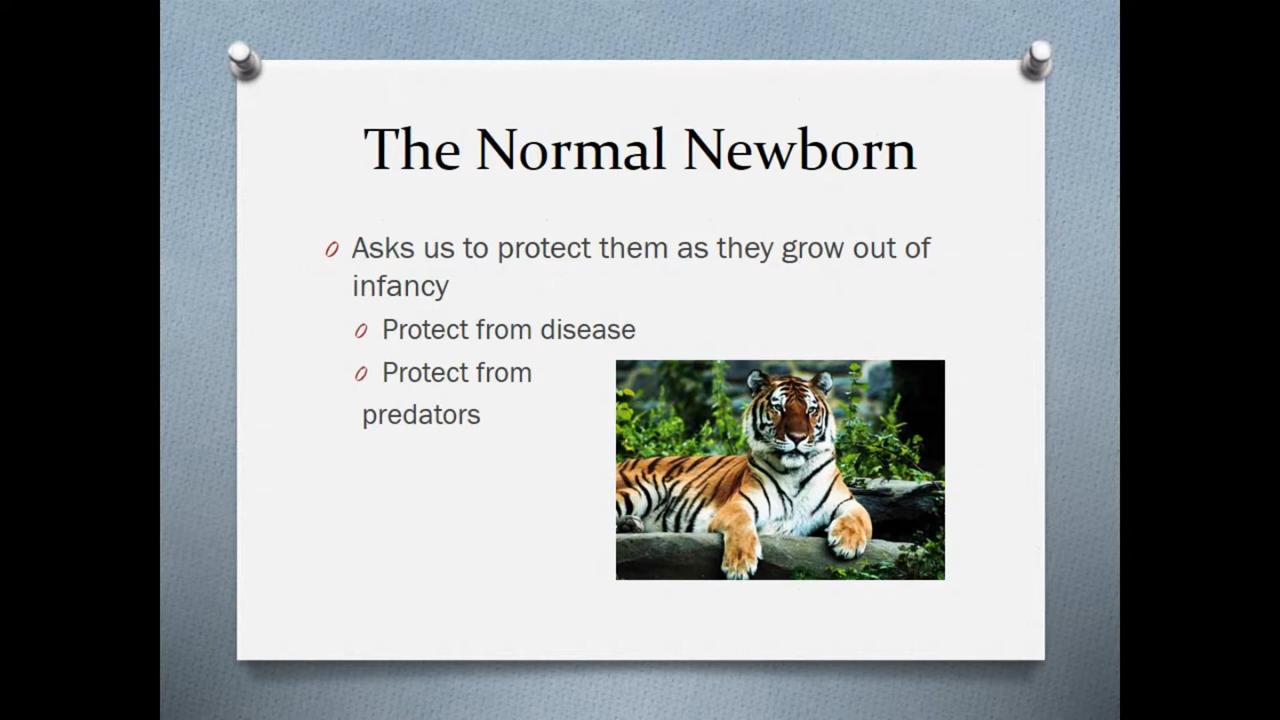 The Normal Newborn
Asks us to protect them as they grow out of
infancy
Protect from disease
Protect from
predators